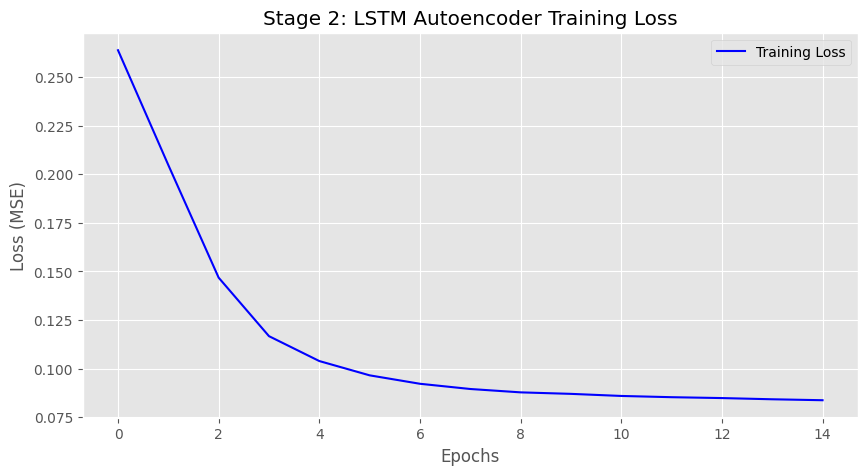 Stage 2: LSTM Autoencoder Training Loss
Training Loss
0.250
0.225
0.200
0.175
0.150
0.125
0.100
0.075
Loss (MSE)
0 2 4 6 8 10 12 14
Epochs